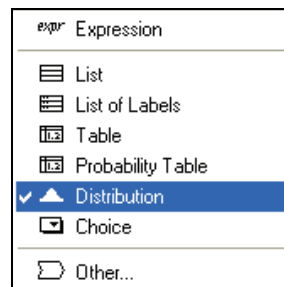 expr Expression
List
List of Labels
Table
Probability Table
Distribution
Choice
Other...